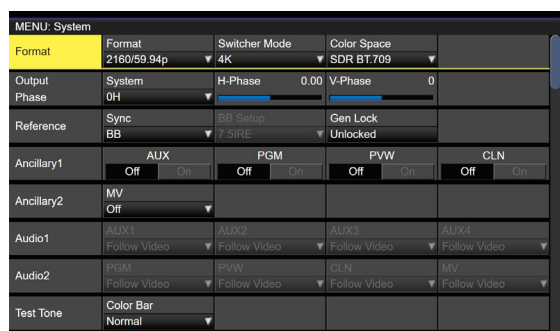 MENU: System
Format
Format
2160/59.94p
Switcher Mode
4K
Color Space
SDR BT.709
Output
Phase
System
0H
H-Phase 0.00
V-Phase 0
Reference
Sync
BB
BB Setup
7.5IRE
Gen Lock
Unlocked
Ancillary1
AUX
Off On
PGM
Off On
PVW
Off On
CLN
Off On
Ancillary2
MV
Off
Audio1
AUX1
Follow Video
AUX2
Follow Video
AUX3
Follow Video
AUX4
Follow Video
Audio2
PGM
Follow Video
PVW
Follow Video
CLN
Follow Video
MV
Follow Video
Test Tone
Color Bar
Normal